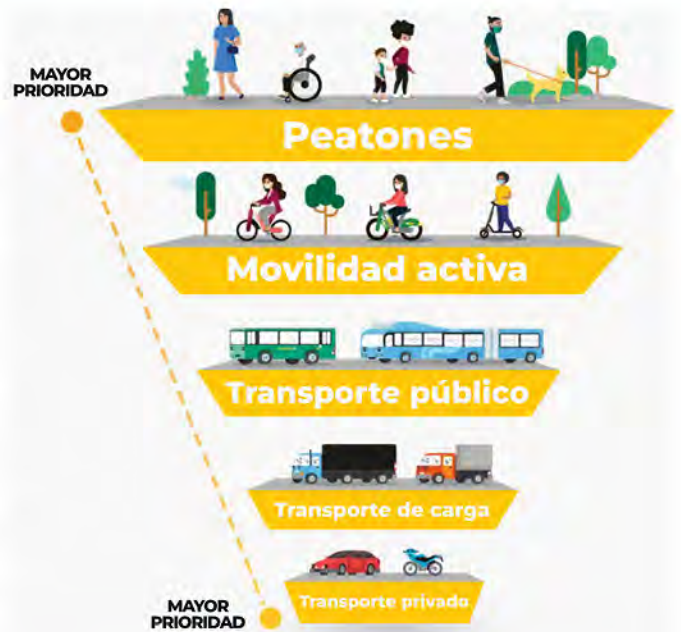 MAYOR
PRIORIDAD
Peatones
Movilidad activa
Transporte público
Transporte de carga
Transporte privado
MAYOR
PRIORIDAD